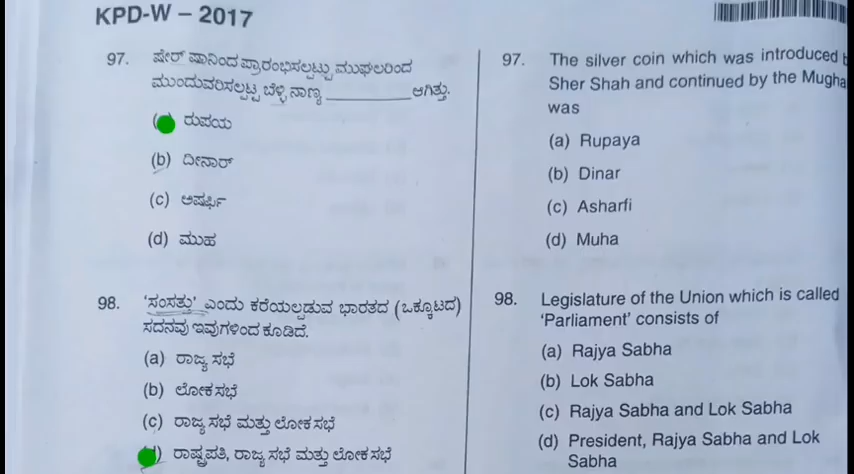 KPD-W – 2017
97. ಷೇರ್ ಷಾನಿಂದ ಪ್ರಾರಂಭಿಸಲ್ಪಟ್ಟು ಮುಘಲರಿಂದ
ಮುಂದುವರಿಸಲ್ಪಟ್ಟ ಬೆಳ್ಳಿ ನಾಣ್ಯ __________ ಆಗಿತ್ತು.
ರುಪಯ
(b) ದೀನಾರ್
(c) ಅಷರ್ಫಿ
(d) ಮುಹ
98. 'ಸಂಸತ್ತು' ಎಂದು ಕರೆಯಲ್ಪಡುವ ಭಾರತದ (ಒಕ್ಕೂಟದ)
ಸದನವು ಇವುಗಳಿಂದ ಕೂಡಿದೆ.
(a) ರಾಜ್ಯ ಸಭೆ
(b) ಲೋಕಸಭೆ
(c) ರಾಜ್ಯ ಸಭೆ ಮತ್ತು ಲೋಕಸಭೆ
ರಾಷ್ಟ್ರಪತಿ, ರಾಜ್ಯ ಸಭೆ ಮತ್ತು ಲೋಕಸಭೆ
97. The silver coin which was introduced
Sher Shah and continued by the Mugha
was
(a) Rupaya
(b) Dinar
(c) Asharfi
(d) Muha
98. Legislature of the Union which is called
'Parliament' consists of
(a) Rajya Sabha
(b) Lok Sabha
(c) Rajya Sabha and Lok Sabha
(d) President, Rajya Sabha and Lok
Sabha